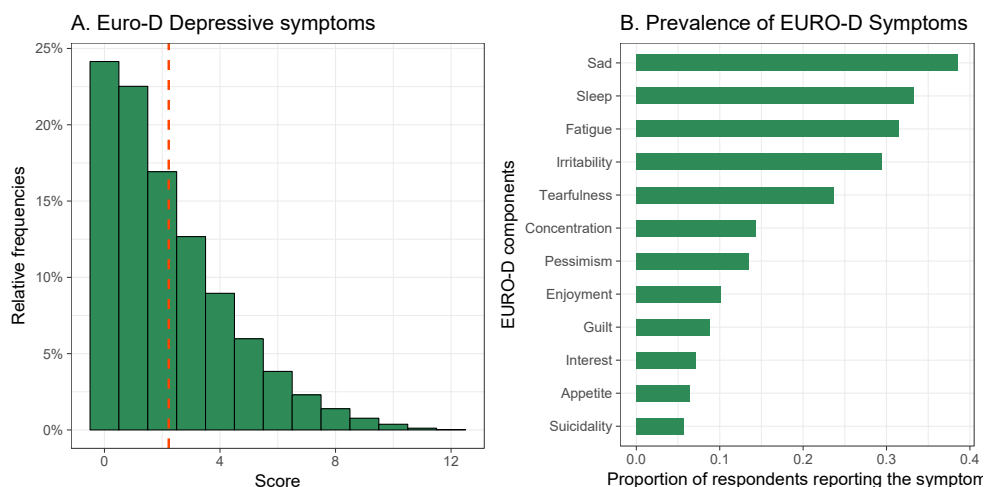 A. Euro-D Depressive symptoms
25%
20%
15%
10%
5%
0%
Relative frequencies
0 4 8 12
Score
B. Prevalence of EURO-D Symptoms
Sad
Sleep
Fatigue
Irritability
Tearfulness
Concentration
Pessimism
Enjoyment
Guilt
Interest
Appetite
Suicidality
EURO-D components
0.0 0.1 0.2 0.3 0.4
Proportion of respondents reporting the symptom